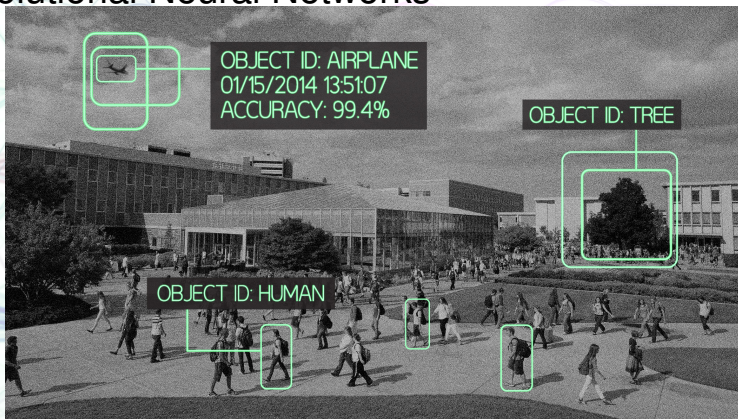 olutional Neural Networks
OBJECT ID: AIRPLANE
01/15/2014 13:51:07
ACCURACY: 99.4%
OBJECT ID: TREE
OBJECT ID: HUMAN